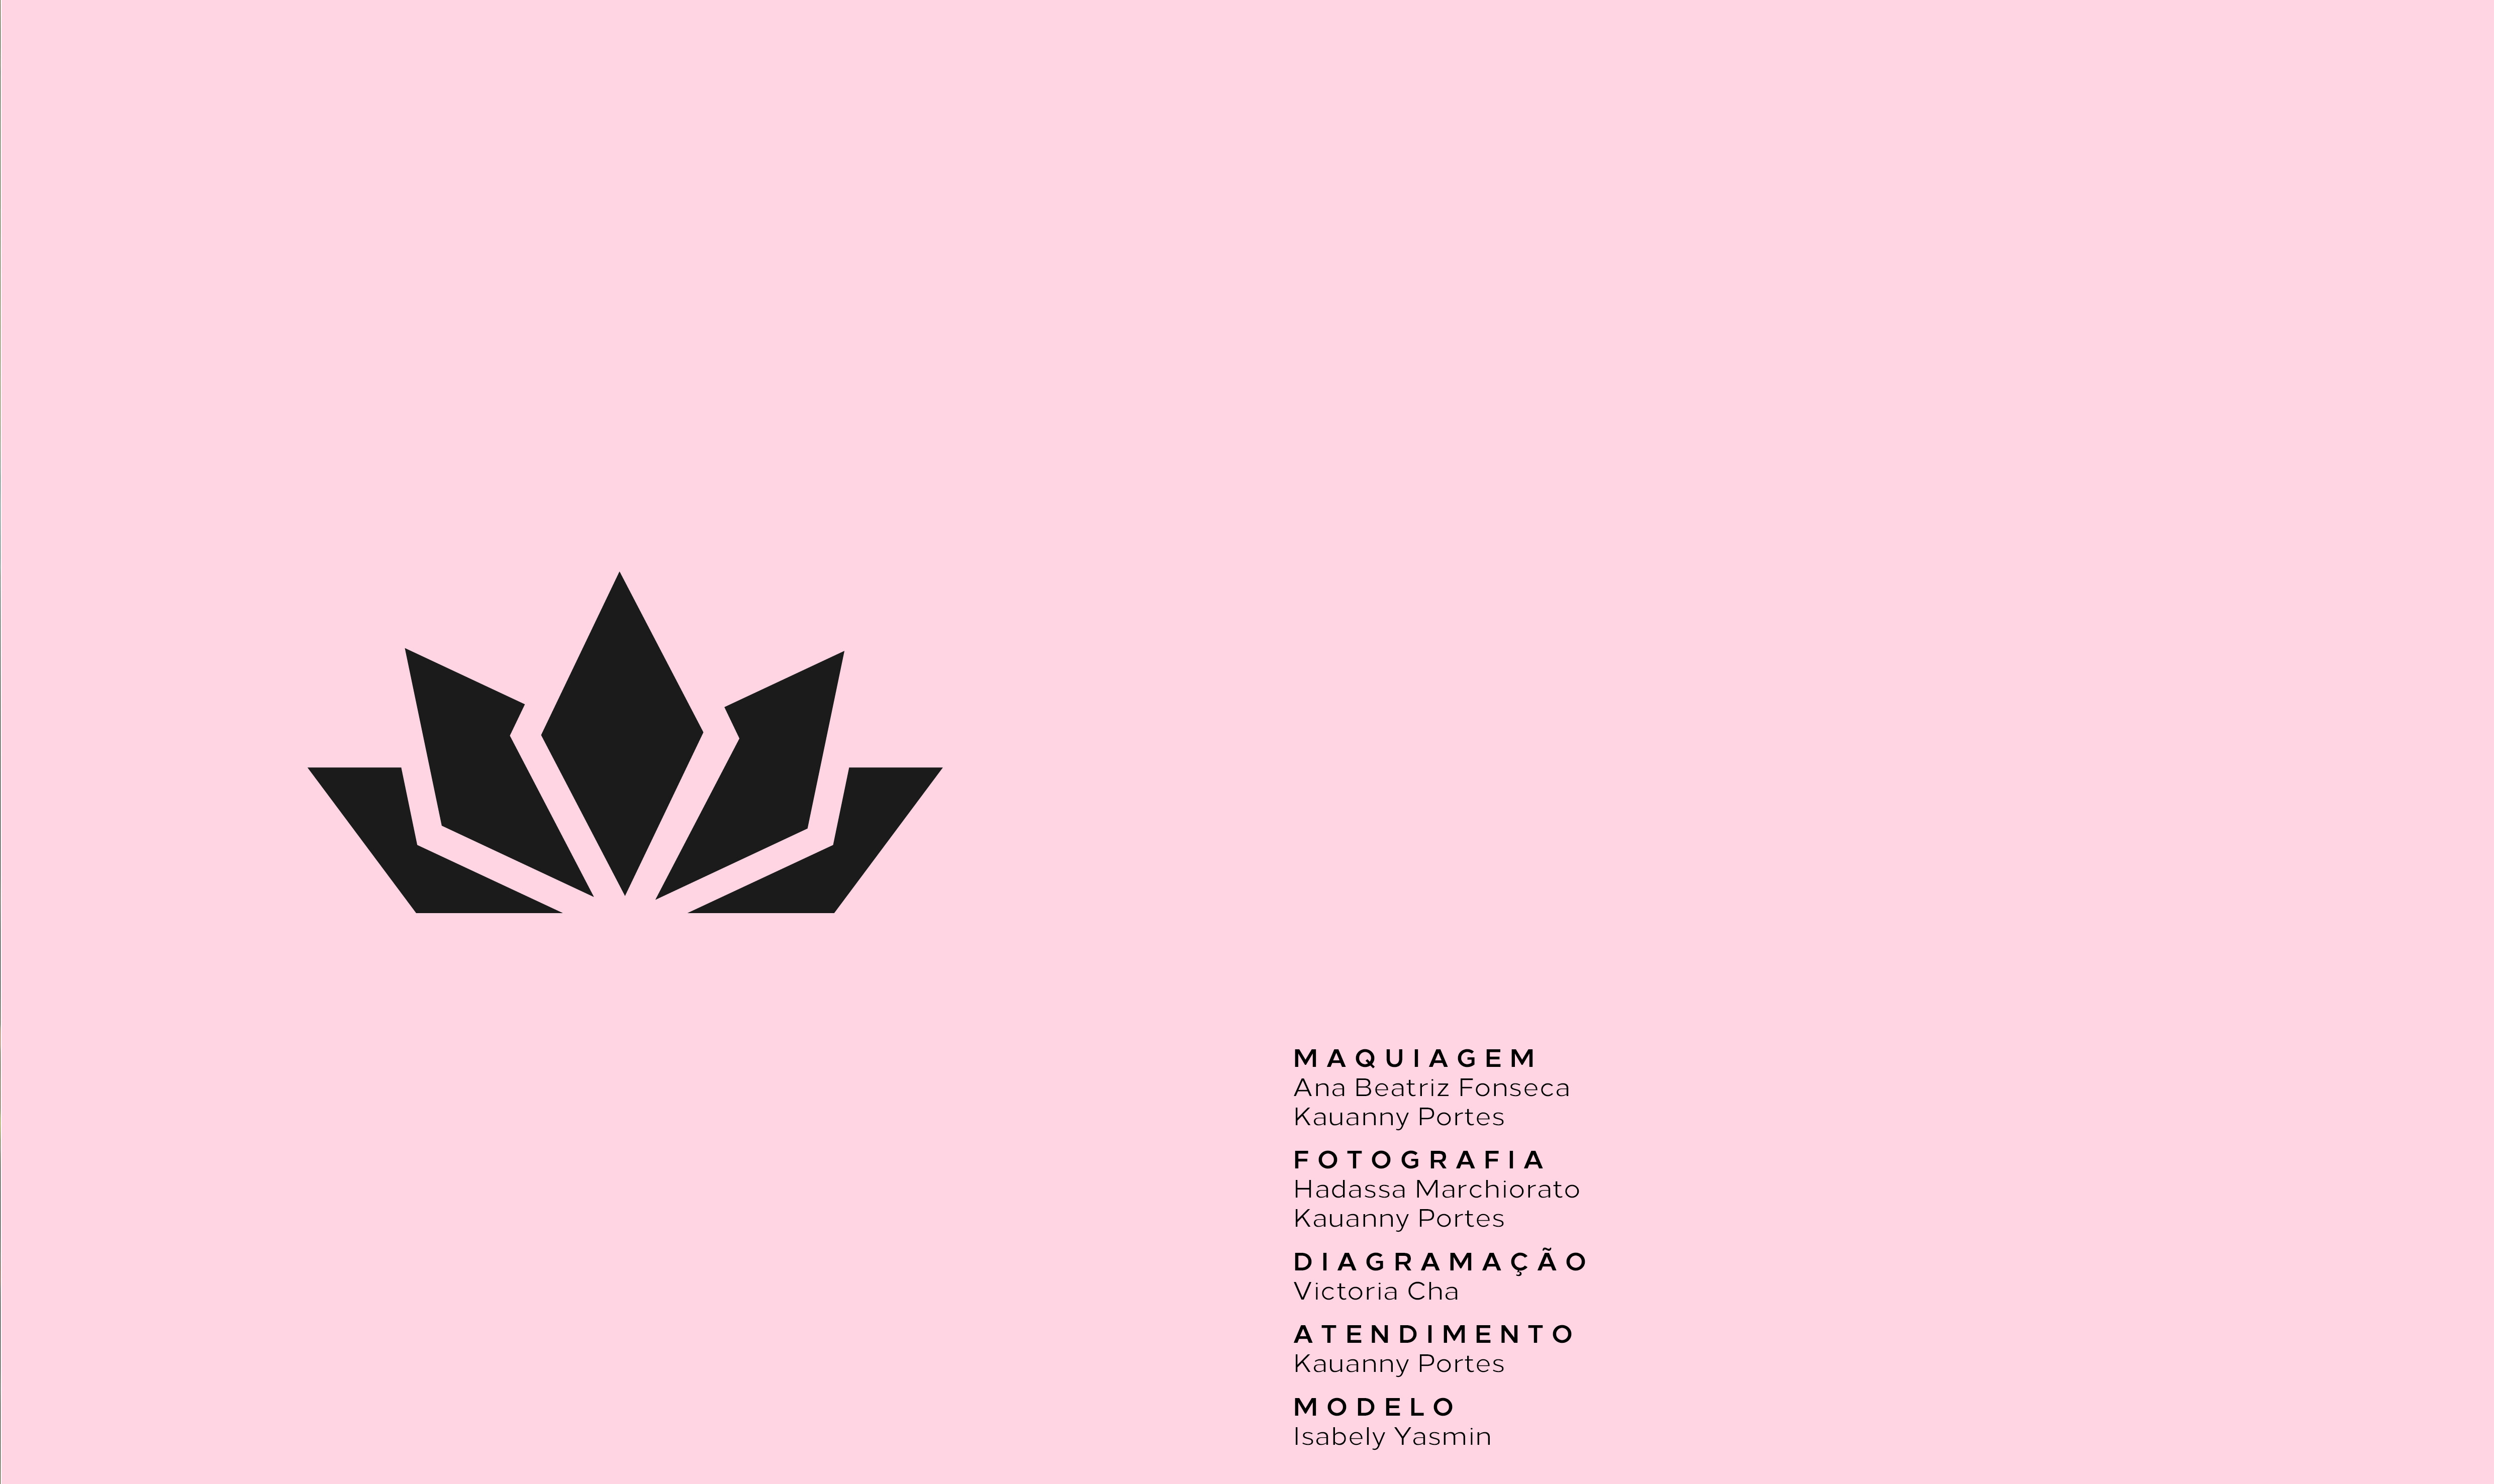 MAQUIAGEM
Ana Beatriz Fonseca
Kauanny Portes
FOTOGRAFIA
Hadassa Marchiorato
Kauanny Portes
DIAGRAMAÇÃO
Victoria Cha
ATENDIMENTO
Kauanny Portes
MODELO
Isabely Yasmin